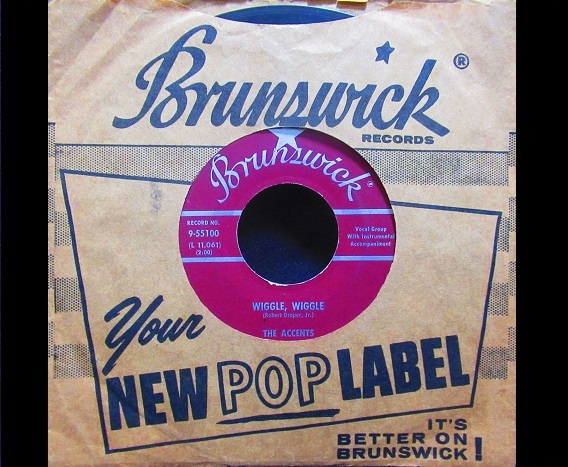 Brunswick ®
RECORDS
Brunswick ®
RECORD NO.
9-55100
(L 11,061)
(2:00)
Vocal Group
With Instrumental
Accompaniment
WIGGLE, WIGGLE
(Robert Draper, Jr.)
THE ACCENTS
Your
NEW POP LABEL
IT'S
BETTER ON
BRUNSWICK!